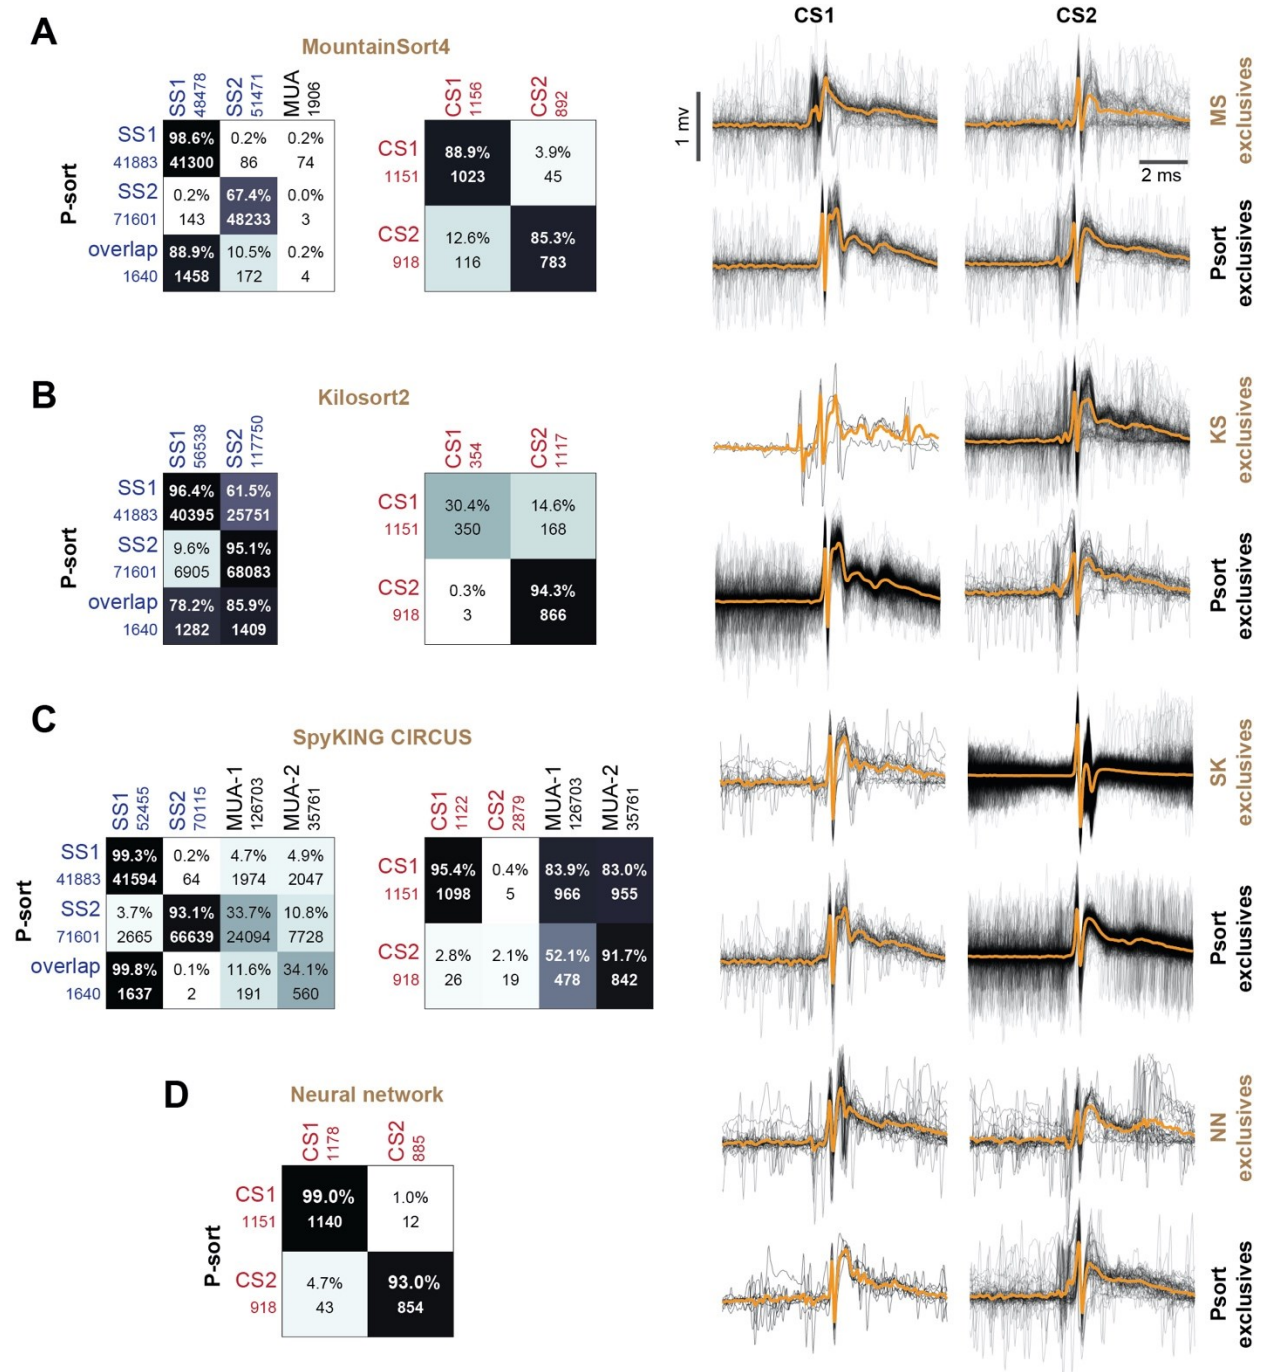 A
MountainSort4
SS1
48478
SS2
51471
MUA
1906
P-sort
SS1
98.6%
0.2%
0.2%
41883
41300
86
74
SS2
0.2%
67.4%
0.0%
71601
143
48233
3
overlap
88.9%
10.5%
0.2%
1640
1458
172
4
CS1
1156
CS2
892
CS1
88.9%
3.9%
1151
1023
45
CS2
12.6%
85.3%
918
116
783
CS1
CS2
1 mv
2 ms
MS
exclusives
Psort
exclusives
B
Kilosort2
SS1
56538
SS2
117750
P-sort
SS1
96.4%
61.5%
41883
40395
25751
SS2
9.6%
95.1%
71601
6905
68083
overlap
78.2%
85.9%
1640
1282
1409
CS1
354
CS2
1117
CS1
30.4%
14.6%
1151
350
168
CS2
0.3%
94.3%
918
3
866
KS
exclusives
Psort
exclusives
C
SpyKING CIRCUS
SS1
52455
SS2
70115
MUA-1
126703
MUA-2
35761
P-sort
SS1
99.3%
0.2%
4.7%
4.9%
41883
41594
64
1974
2047
SS2
3.7%
93.1%
33.7%
10.8%
71601
2665
66639
24094
7728
overlap
99.8%
0.1%
11.6%
34.1%
1640
1637
2
191
560
CS1
1122
CS2
2879
MUA-1
126703
MUA-2
35761
CS1
95.4%
0.4%
83.9%
83.0%
1151
1098
5
966
955
CS2
2.8%
2.1%
52.1%
91.7%
918
26
19
478
842
SK
exclusives
Psort
exclusives
D
Neural network
CS1
1178
CS2
885
P-sort
CS1
99.0%
1.0%
1151
1140
12
CS2
4.7%
93.0%
918
43
854
NN
exclusives
Psort
exclusives